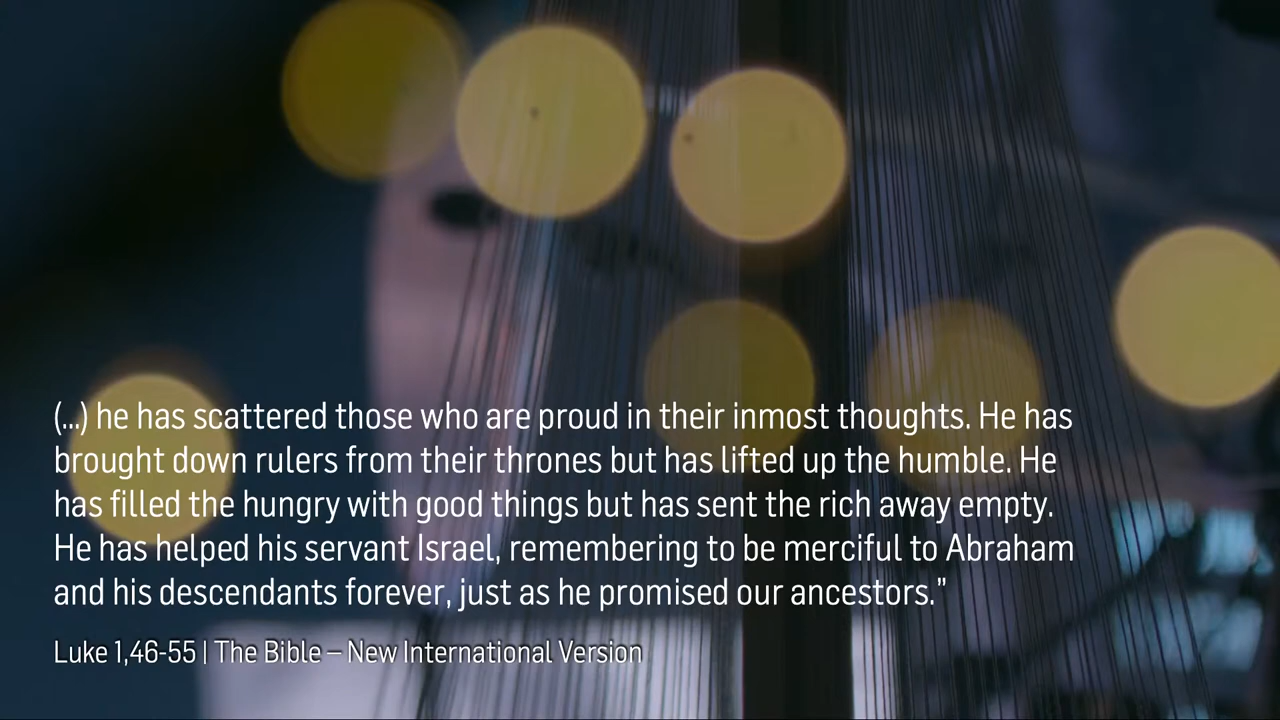 (...) he has scattered those who are proud in their inmost thoughts. He has
brought down rulers from their thrones but has lifted up the humble. He
has filled the hungry with good things but has sent the rich away empty.
He has helped his servant Israel, remembering to be merciful to Abraham
and his descendants forever, just as he promised our ancestors.”
Luke 1,46-55 | The Bible – New International Version